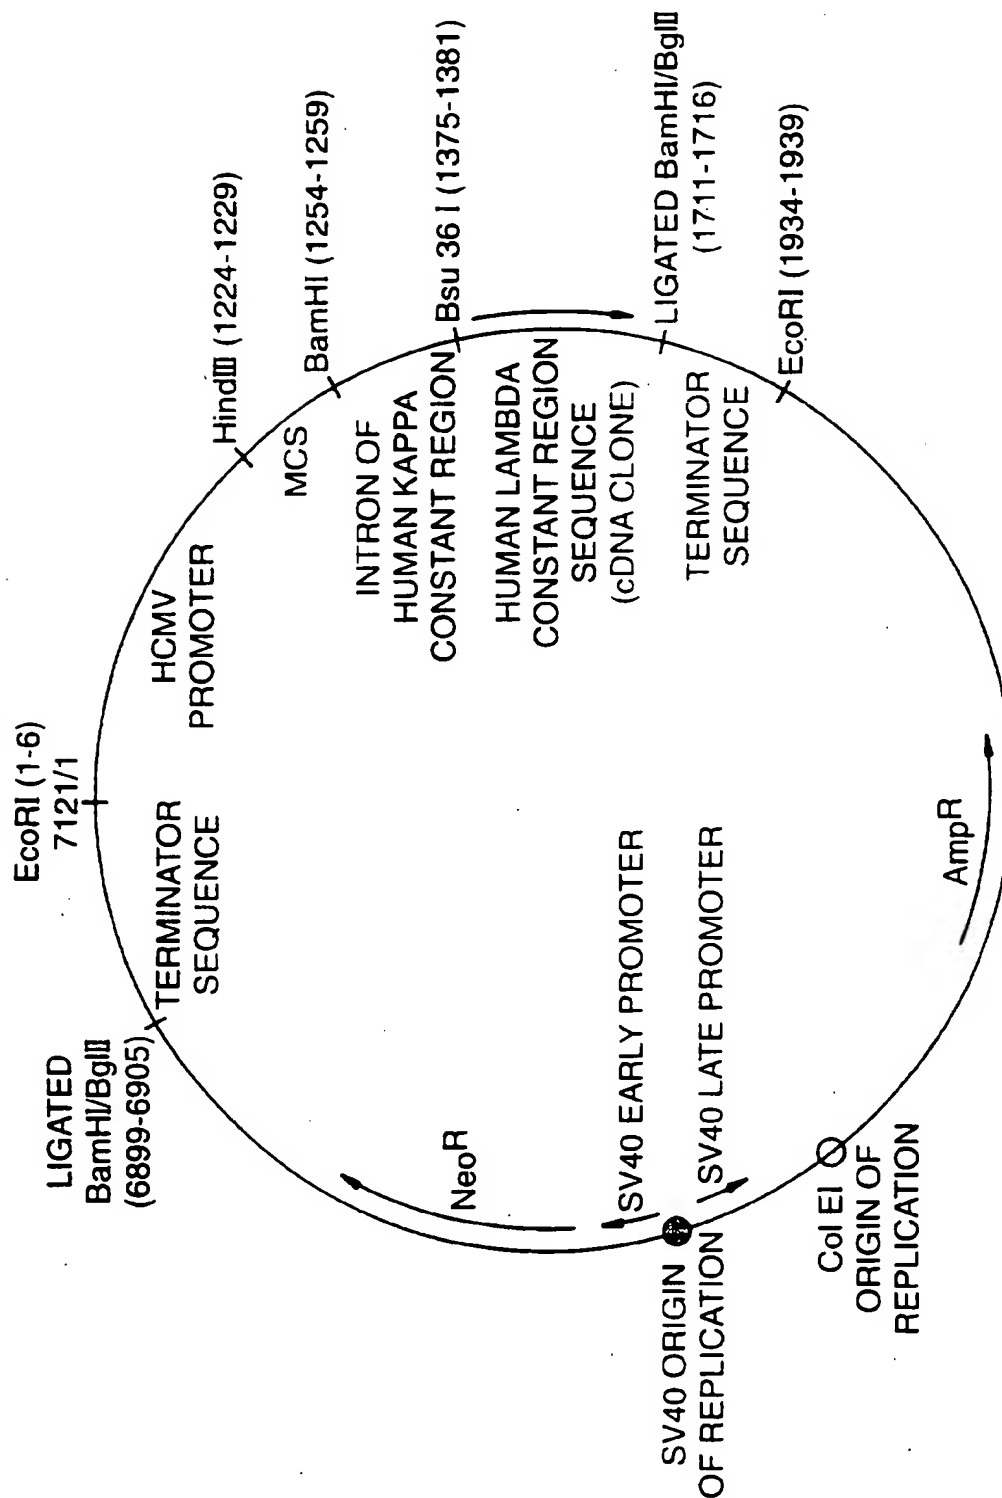 EcoRI (1-6)
7121/1
HindIII (1224-1229)
BamHI (1254-1259)
Bsu 36 I (1375-1381)
LIGATED BamHI/BglII
(1711-1716)
EcoRI (1934-1939)
HCMV
PROMOTER
MCS
INTRON OF
HUMAN KAPPA
CONSTANT REGION
HUMAN LAMBDA
CONSTANT REGION
SEQUENCE
(cDNA CLONE)
TERMINATOR
SEQUENCE
AmpR
Col EI
ORIGIN OF
REPLICATION
SV40 LATE PROMOTER
SV40 EARLY PROMOTER
SV40 ORIGIN
OF REPLICATION
NeoR
LIGATED
BamHI/BglII
(6899-6905)
TERMINATOR
SEQUENCE